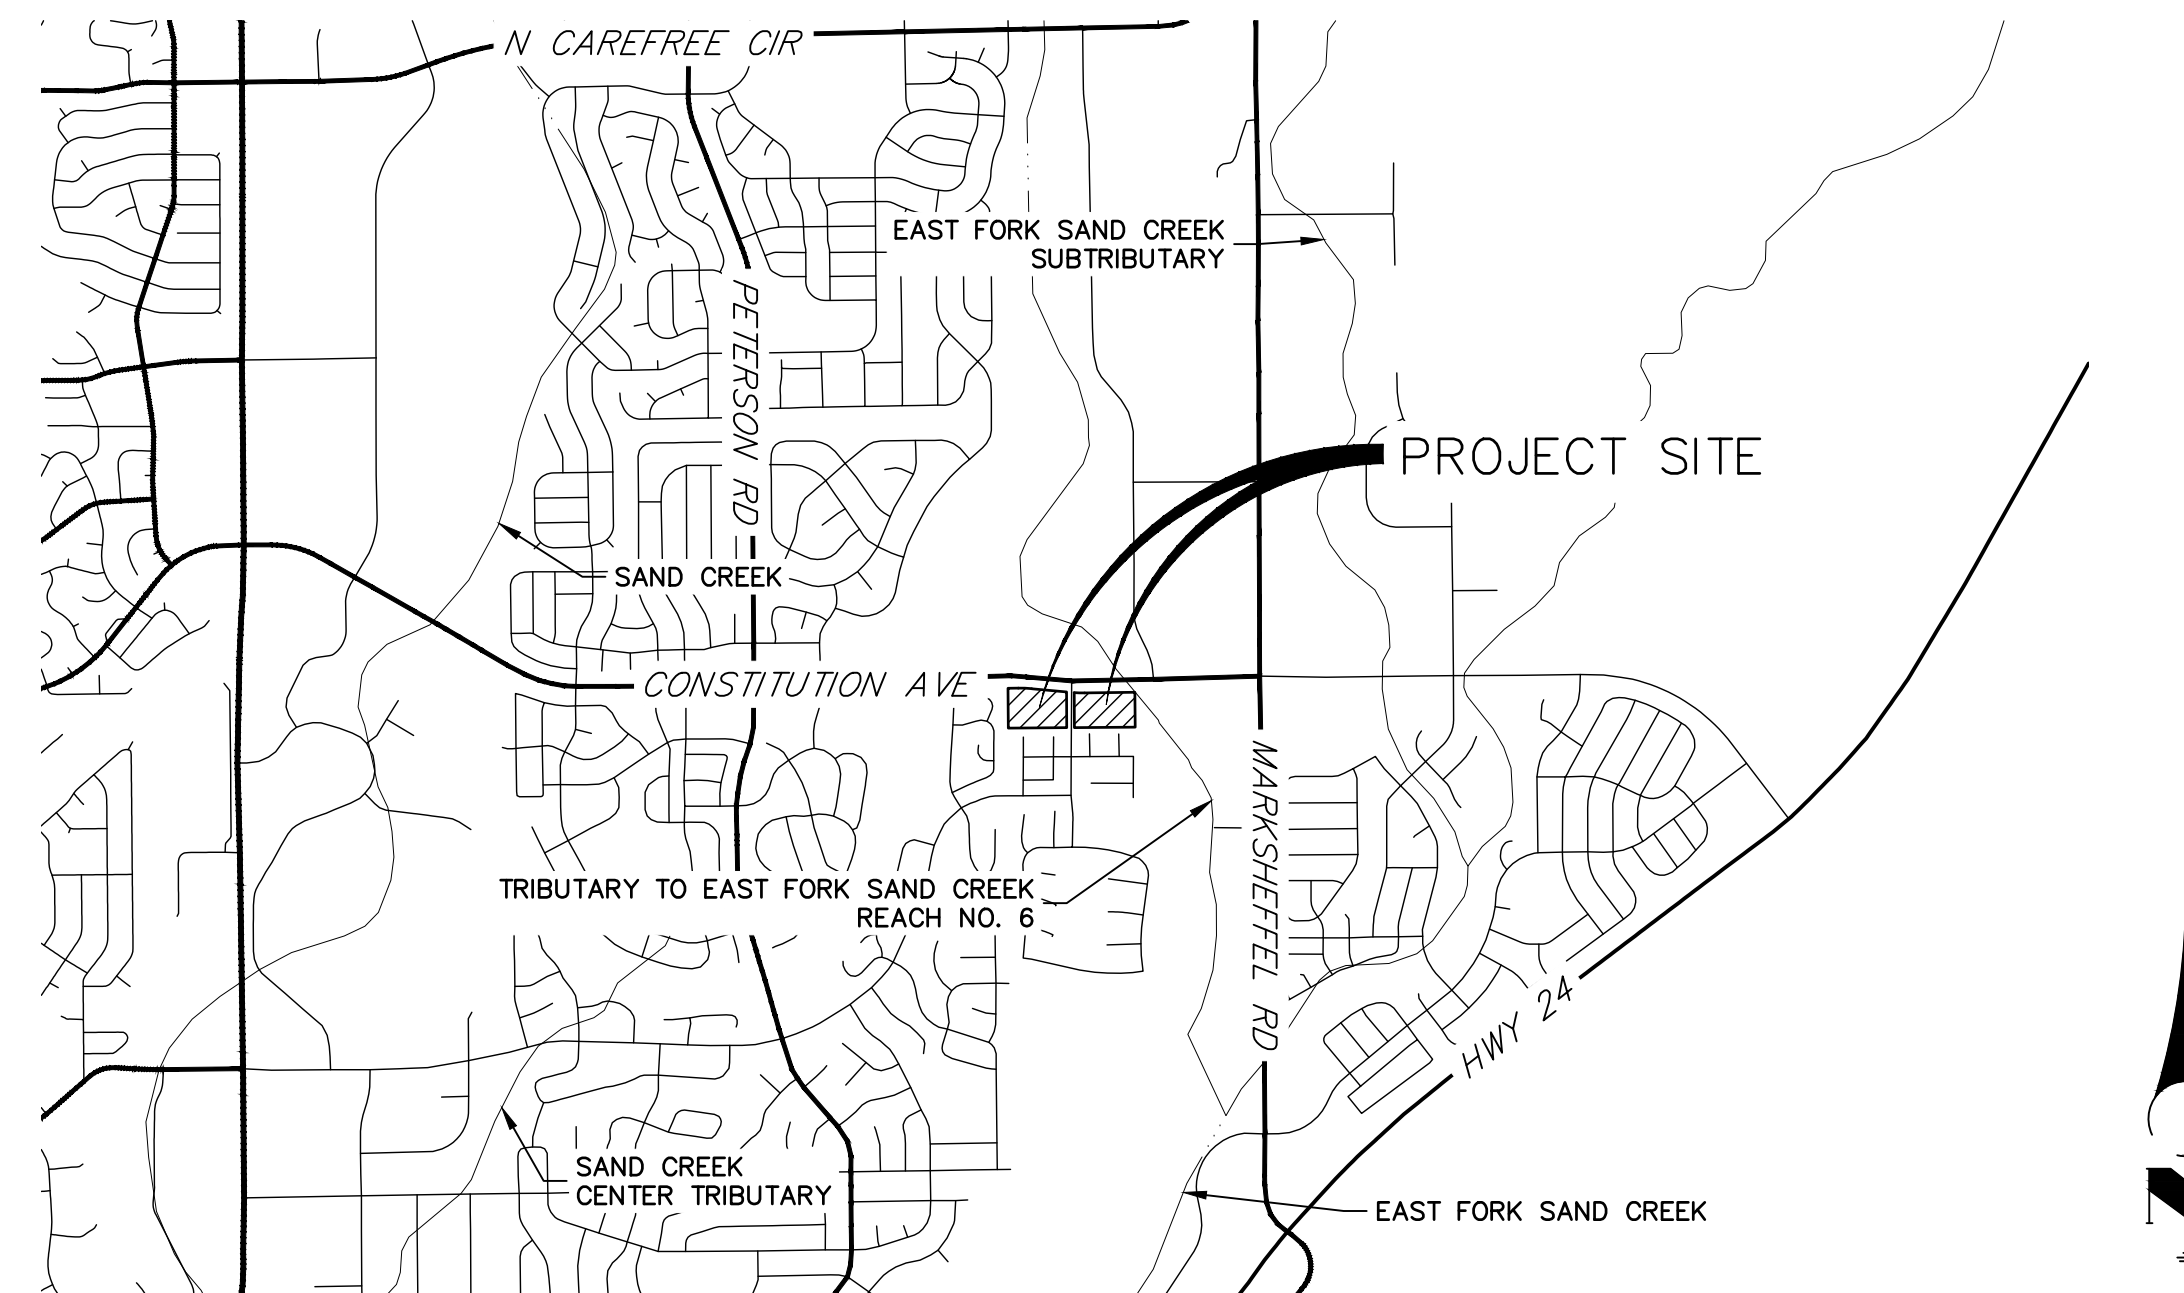 N CAREFREE CIR
EAST FORK SAND CREEK
SUBTRIBUTARY
PETERSON RD
PROJECT SITE
SAND CREEK
CONSTITUTION AVE
MARKSHEFFEL RD
TRIBUTARY TO EAST FORK SAND CREEK
REACH NO. 6
HWY 24
SAND CREEK
CENTER TRIBUTARY
EAST FORK SAND CREEK